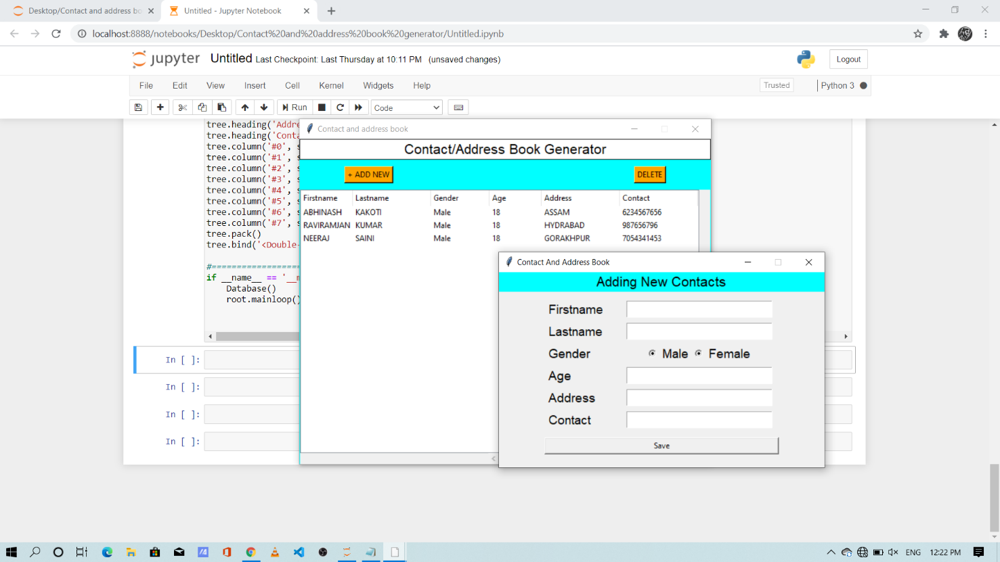 Desktop/Contact and address bo
Untitled - Jupyter Notebook
localhost:8888/notebooks/Desktop/Contact%20and%20address%20book%20generator/Untitled.ipynb
jupyter Untitled Last Checkpoint: Last Thursday at 10:11 PM (unsaved changes)
Logout
File Edit View Insert Cell Kernel Widgets Help
Trusted
Python 3
Run
Code
tree.heading('Addre
tree.heading('Conta
tree.column('#0', s
tree.column('#1', s
tree.column('#2', s
tree.column('#3', s
tree.column('#4', s
tree.column('#5', s
tree.column('#6', s
tree.column('#7', s
tree.pack()
tree.bind('<Double-
#==================
if __name__ == '__m
Database()
root.mainloop()
In [ ]:
In [ ]:
In [ ]:
In [ ]:
Contact and address book
Contact/Address Book Generator
+ ADD NEW
DELETE
Firstname Lastname Gender Age Address Contact
ABHINASH KAKOTI Male 18 ASSAM 6234567656
RAVIRAMJAN KUMAR Male 18 HYDRABAD 987656796
NEERAJ SAINI Male 18 GORAKHPUR 7054341453
Contact And Address Book
Adding New Contacts
Firstname
Lastname
Gender Male Female
Age
Address
Contact
Save
ENG 12:22 PM